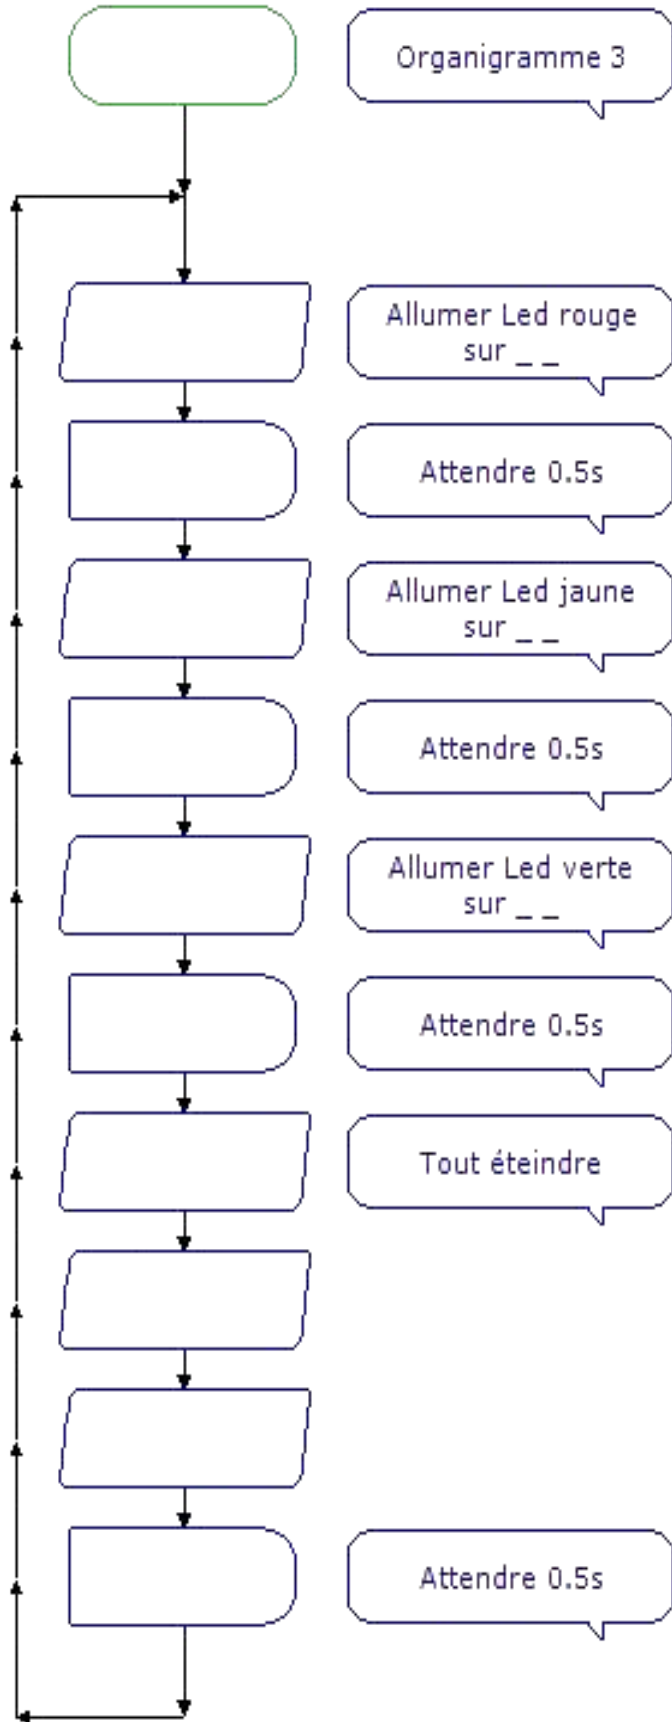 Organigramme 3
Allumer Led rouge
sur _ _
Attendre 0.5s
Allumer Led jaune
sur _ _
Attendre 0.5s
Allumer Led verte
sur _ _
Attendre 0.5s
Tout éteindre
Attendre 0.5s